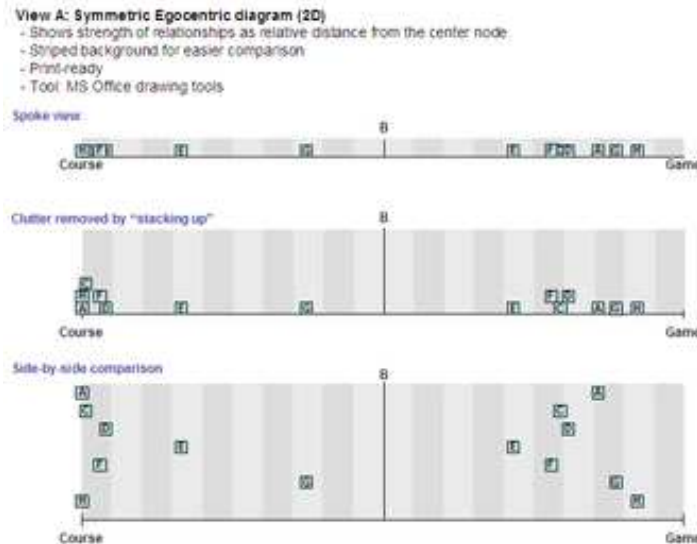 View A: Symmetric Egocentric diagram (2D)
- Shows strength of relationships as relative distance from the center node
- Striped background for easier comparison
- Print-ready
- Tool: MS Office drawing tools
Spoke view
B
F E G E F D A G H
Course Game
Clutter removed by "stacking up"
B
C
H F F D
A D E G E C A G H
Course Game
Side-by-side comparison
B
A A
C C
D D
E E
F F
G G
H H
Course Game